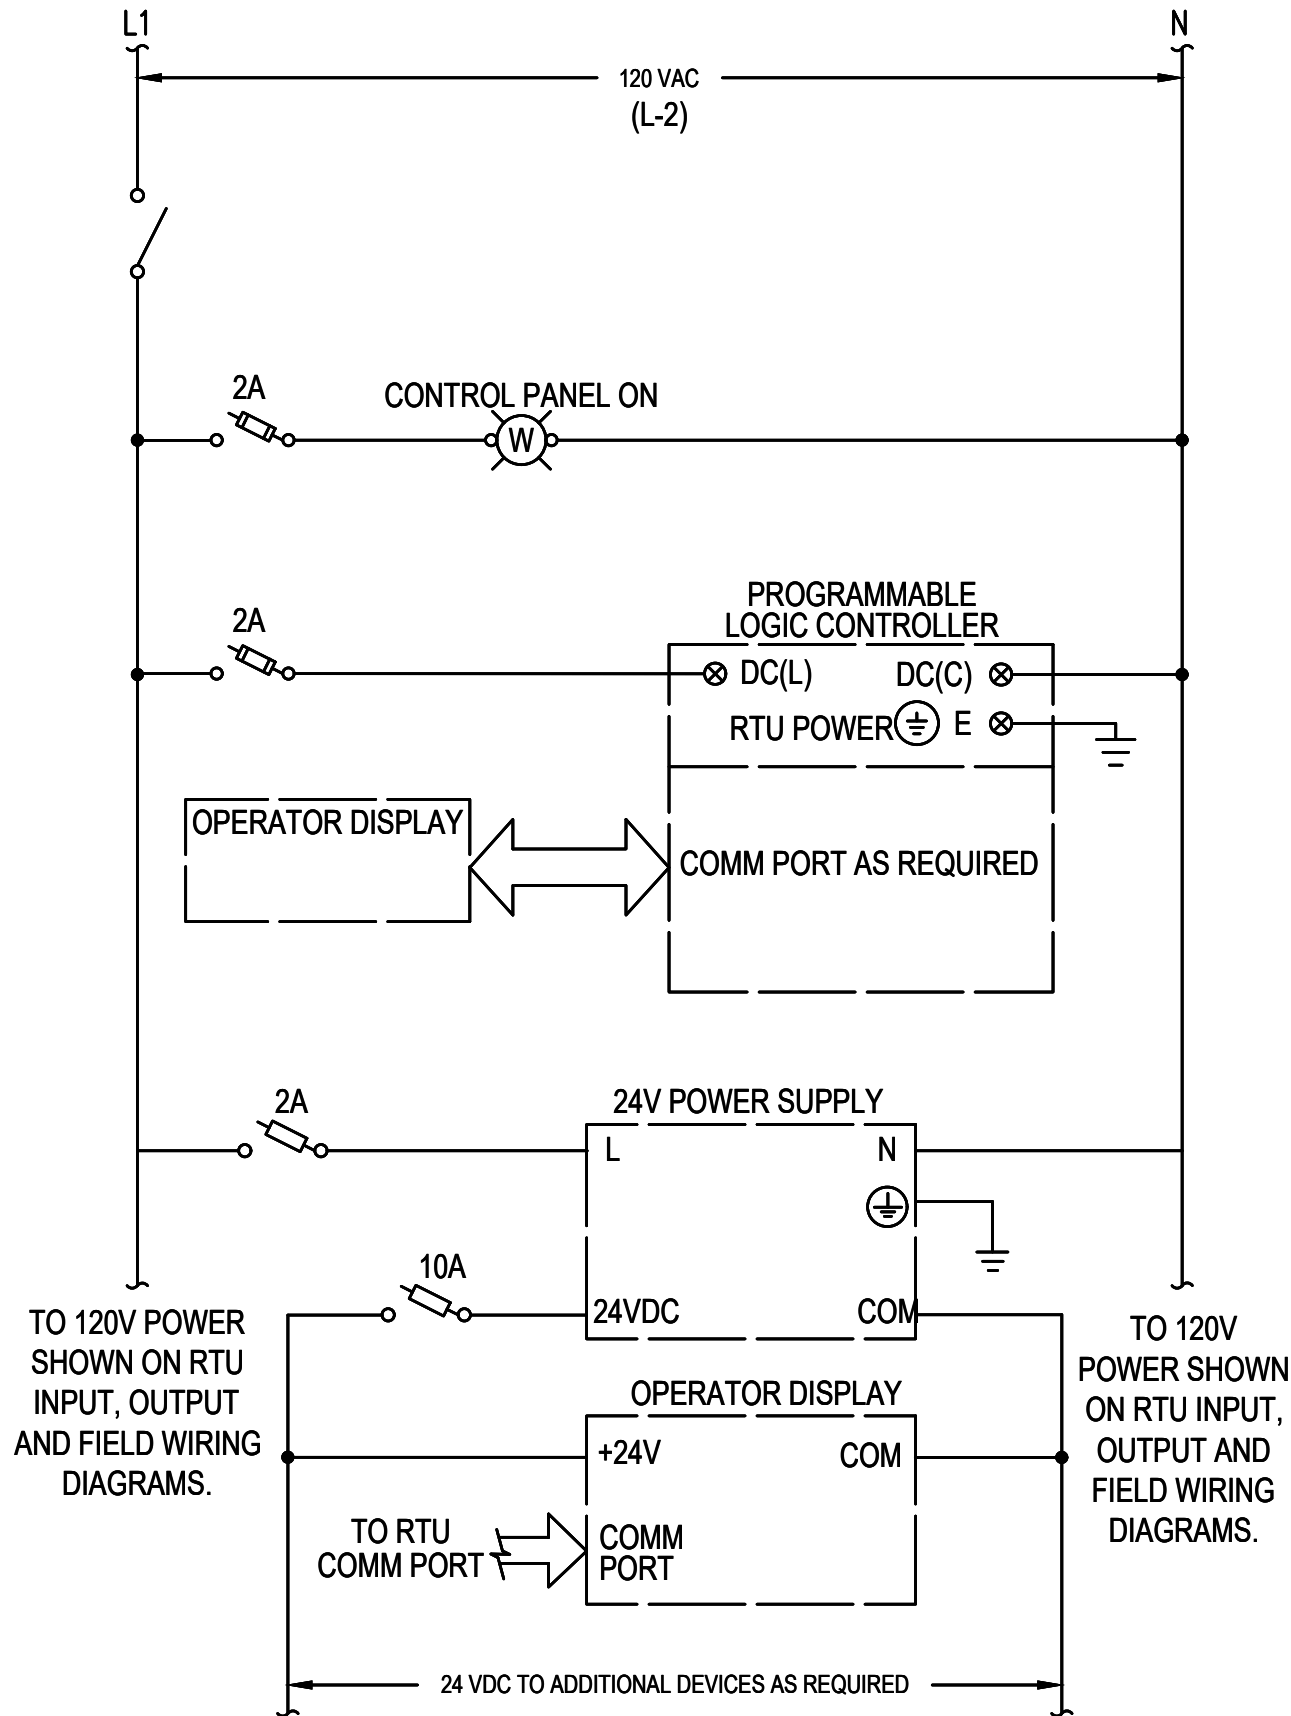 L1
N
120 VAC
(L-2)
2A
CONTROL PANEL ON
W
2A
PROGRAMMABLE
LOGIC CONTROLLER
DC(L)
DC(C)
RTU POWER
E
OPERATOR DISPLAY
COMM PORT AS REQUIRED
2A
24V POWER SUPPLY
L
N
10A
24VDC
COM
TO 120V POWER
SHOWN ON RTU
INPUT, OUTPUT
AND FIELD WIRING
DIAGRAMS.
TO 120V
POWER SHOWN
ON RTU INPUT,
OUTPUT AND
FIELD WIRING
DIAGRAMS.
OPERATOR DISPLAY
+24V
COM
TO RTU
COMM PORT
COMM
PORT
24 VDC TO ADDITIONAL DEVICES AS REQUIRED